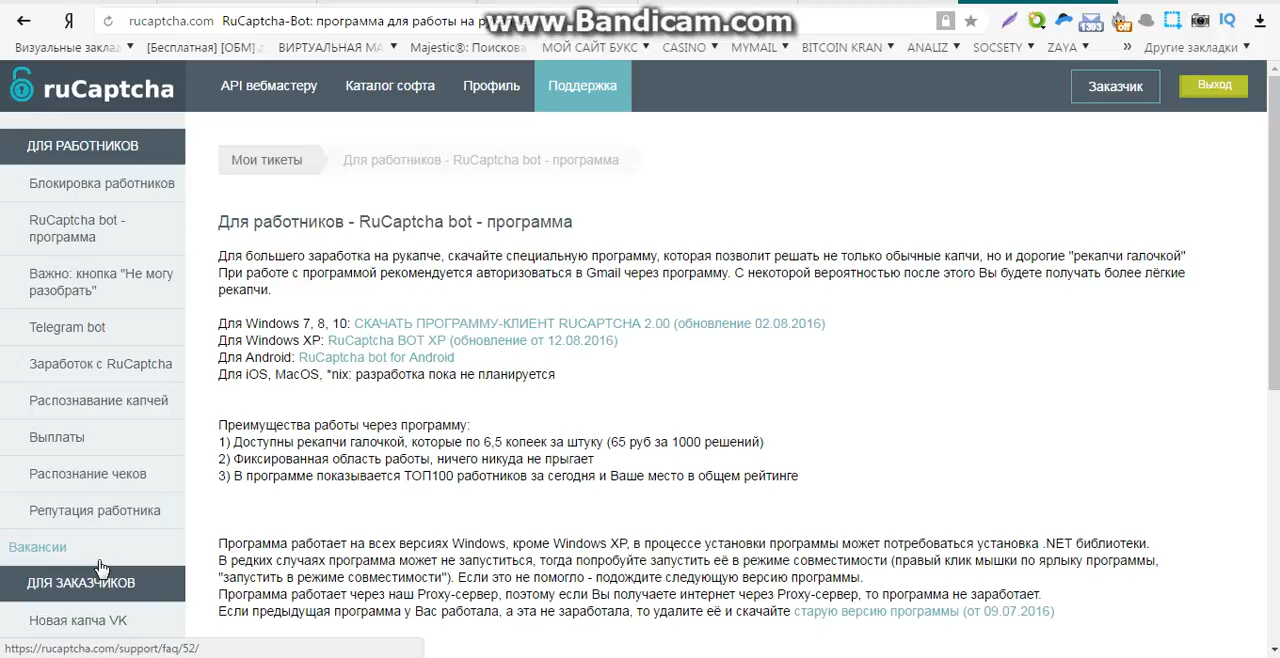 rucaptcha.com RuCaptcha-Bot: программа для работы на
www.Bandicam.com
1393
off
IQ
Визуальные заклад [Бесплатная] [ОБМ] ВИРТУАЛЬНАЯ МА Majestic®: Поискова МОЙ САЙТ БУКС CASINO MYMAIL BITCOIN KRAN ANALIZ SOCSETY ZAYA » Другие закладки
ruCaptcha
API вебмастеру Каталог софта Профиль Поддержка Заказчик Выход
ДЛЯ РАБОТНИКОВ
Блокировка работников
RuCaptcha bot -
программа
Важно: кнопка "Не могу
разобрать"
Telegram bot
Заработок с RuCaptcha
Распознавание капчей
Выплаты
Распознание чеков
Репутация работника
Вакансии
ДЛЯ ЗАКАЗЧИКОВ
Новая капча VK
Мои тикеты Для работников - RuCaptcha bot - программа
Для работников - RuCaptcha bot - программа
Для большего заработка на рукапче, скачайте специальную программу, которая позволит решать не только обычные капчи, но и дорогие "рекапчи галочкой"
При работе с программой рекомендуется авторизоваться в Gmail через программу. С некоторой вероятностью после этого Вы будете получать более лёгкие
рекапчи.
Для Windows 7, 8, 10: СКАЧАТЬ ПРОГРАММУ-КЛИЕНТ RUCAPTCHA 2.00 (обновление 02.08.2016)
Для Windows XP: RuCaptcha BOT XP (обновление от 12.08.2016)
Для Android: RuCaptcha bot for Android
Для iOS, MacOS, *nix: разработка пока не планируется
Преимущества работы через программу:
1) Доступны рекапчи галочкой, которые по 6,5 копеек за штуку (65 руб за 1000 решений)
2) Фиксированная область работы, ничего никуда не прыгает
3) В программе показывается ТОП100 работников за сегодня и Ваше место в общем рейтинге
Программа работает на всех версиях Windows, кроме Windows XP, в процессе установки программы может потребоваться установка .NET библиотеки.
В редких случаях программа может не запуститься, тогда попробуйте запустить её в режиме совместимости (правый клик мышки по ярлыку программы,
"запустить в режиме совместимости"). Если это не помогло - подождите следующую версию программы.
Программа работает через наш Proxy-сервер, поэтому если Вы получаете интернет через Proxy-сервер, то программа не заработает.
Если предыдущая программа у Вас работала, а эта не заработала, то удалите её и скачайте старую версию программы (от 09.07.2016)
https://rucaptcha.com/support/faq/52/